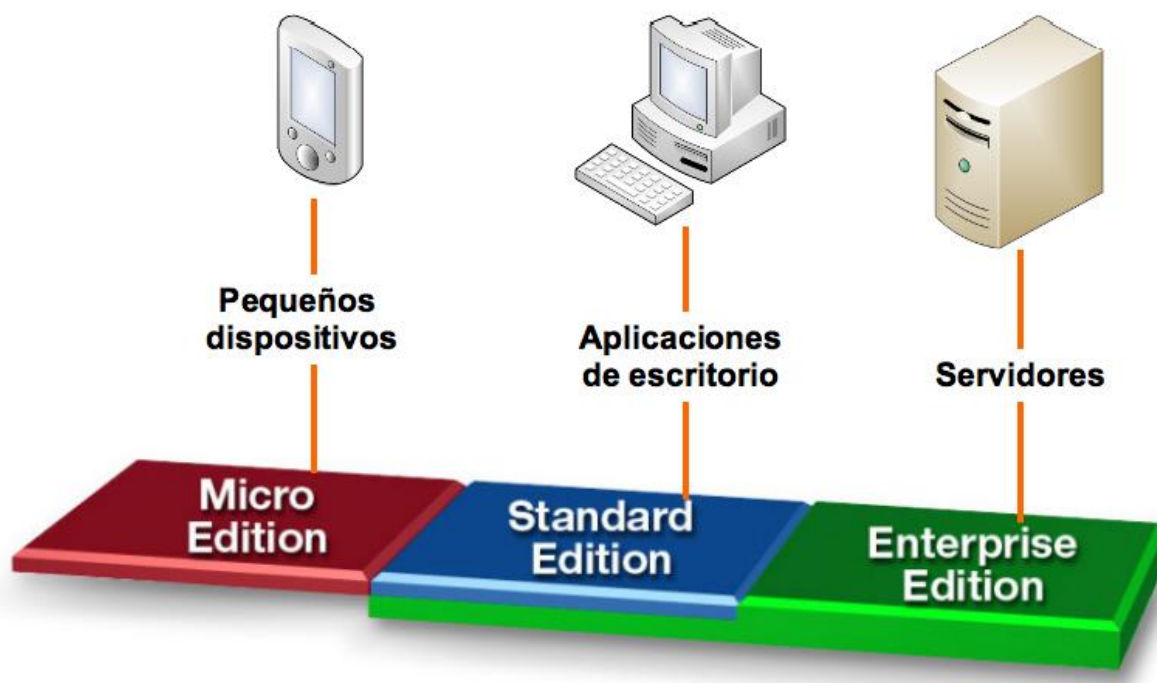 Pequeños
dispositivos
Aplicaciones
de escritorio
Servidores
Micro
Edition
Standard
Edition
Enterprise
Edition